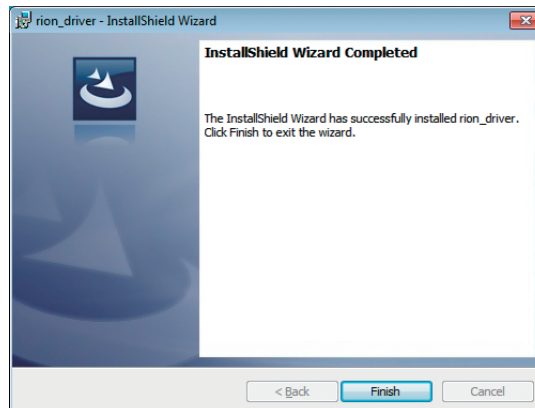 rion_driver - InstallShield Wizard
InstallShield Wizard Completed
The InstallShield Wizard has successfully installed rion_driver.
Click Finish to exit the wizard.
< Back
Finish
Cancel